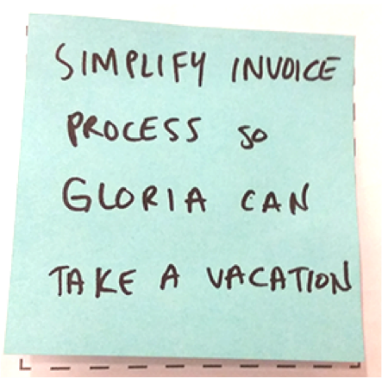 SIMPLIFY INVOICE
PROCESS SO
GLORIA CAN
TAKE A VACATION